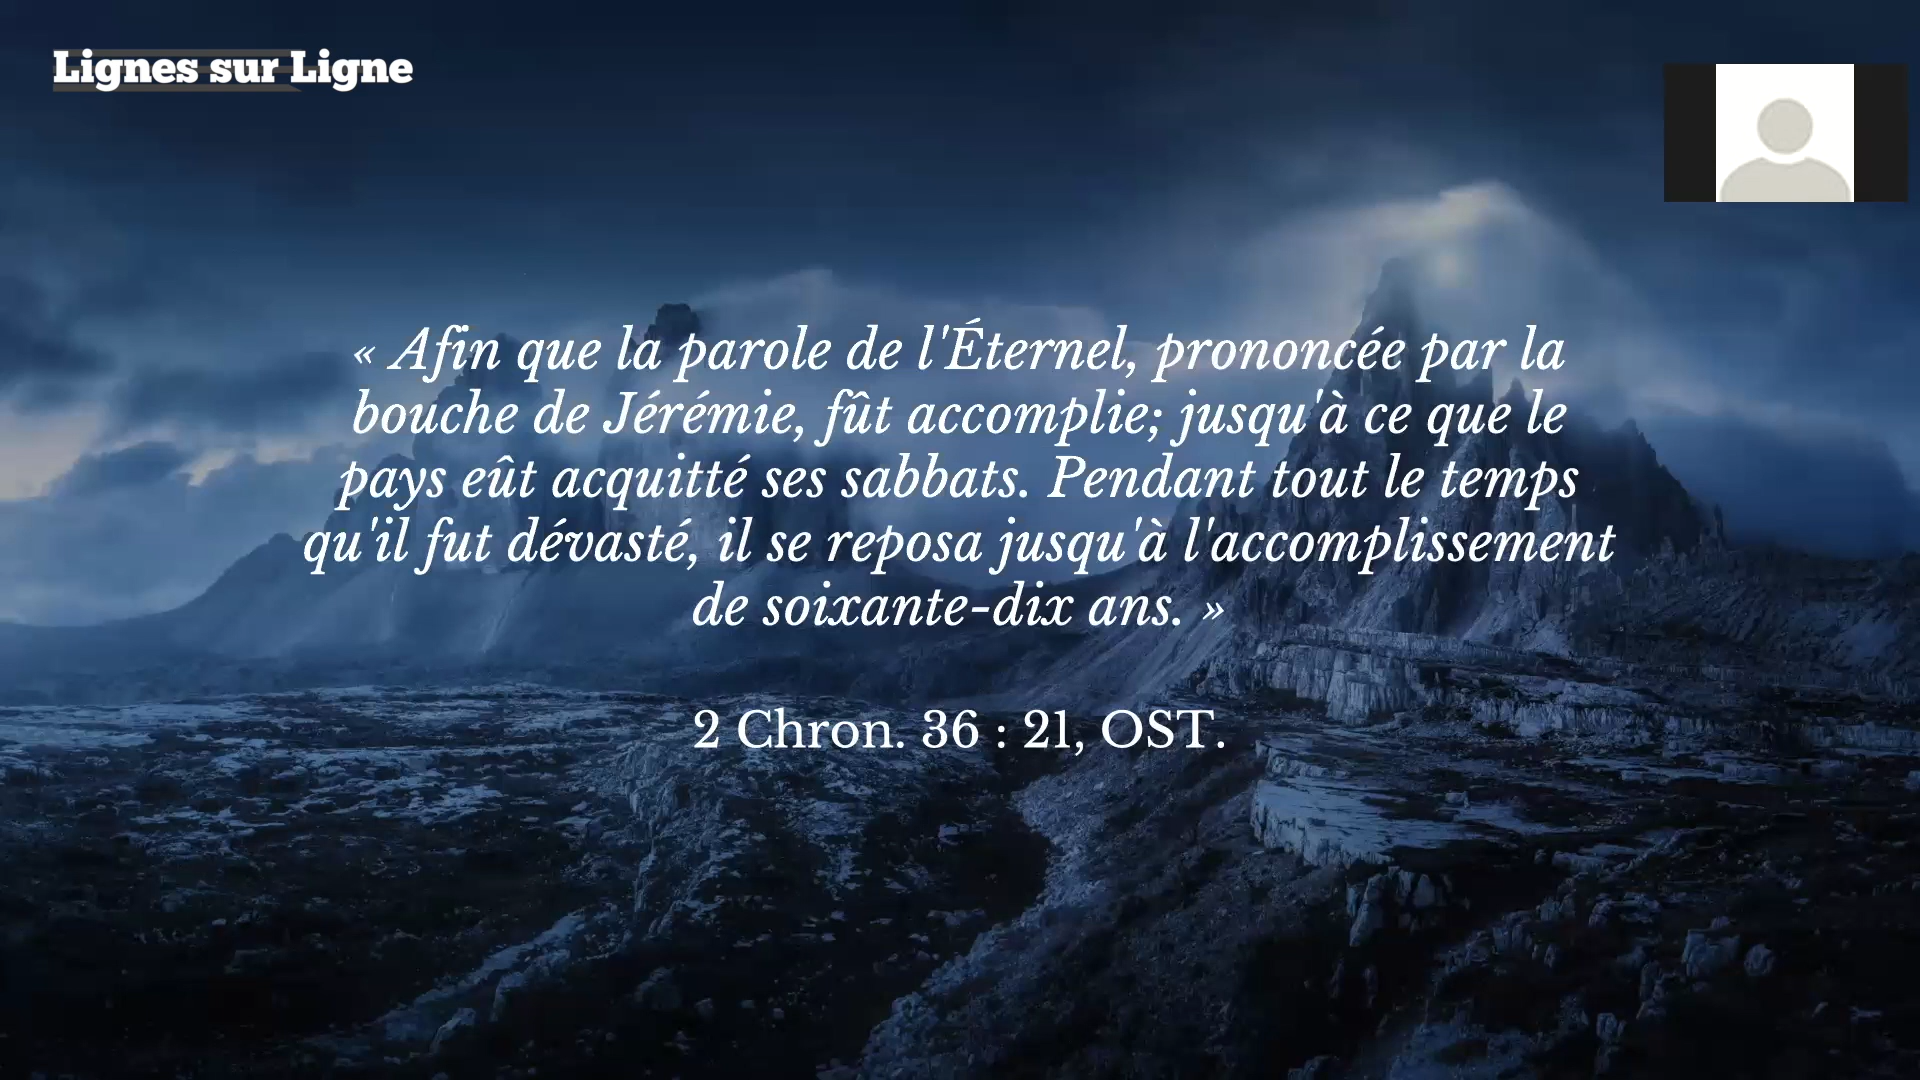 Lignes sur Ligne
« Afin que la parole de l'Éternel, prononcée par la
bouche de Jérémie, fût accomplie; jusqu'à ce que le
pays eût acquitté ses sabbats. Pendant tout le temps
qu'il fut dévasté, il se reposa jusqu'à l'accomplissement
de soixante-dix ans. »
2 Chron. 36 : 21, OST.